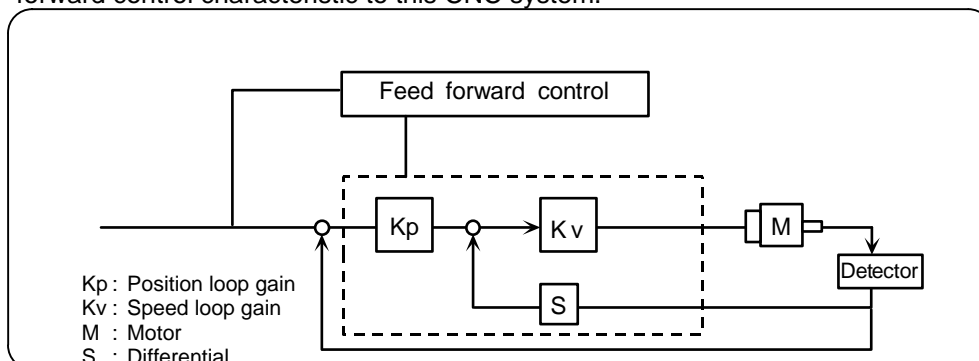 forward control characteristic to this CNC system.
Feed forward control
Kp
Kv
M
Detector
S
Kp : Position loop gain
Kv : Speed loop gain
M : Motor
S : Differential